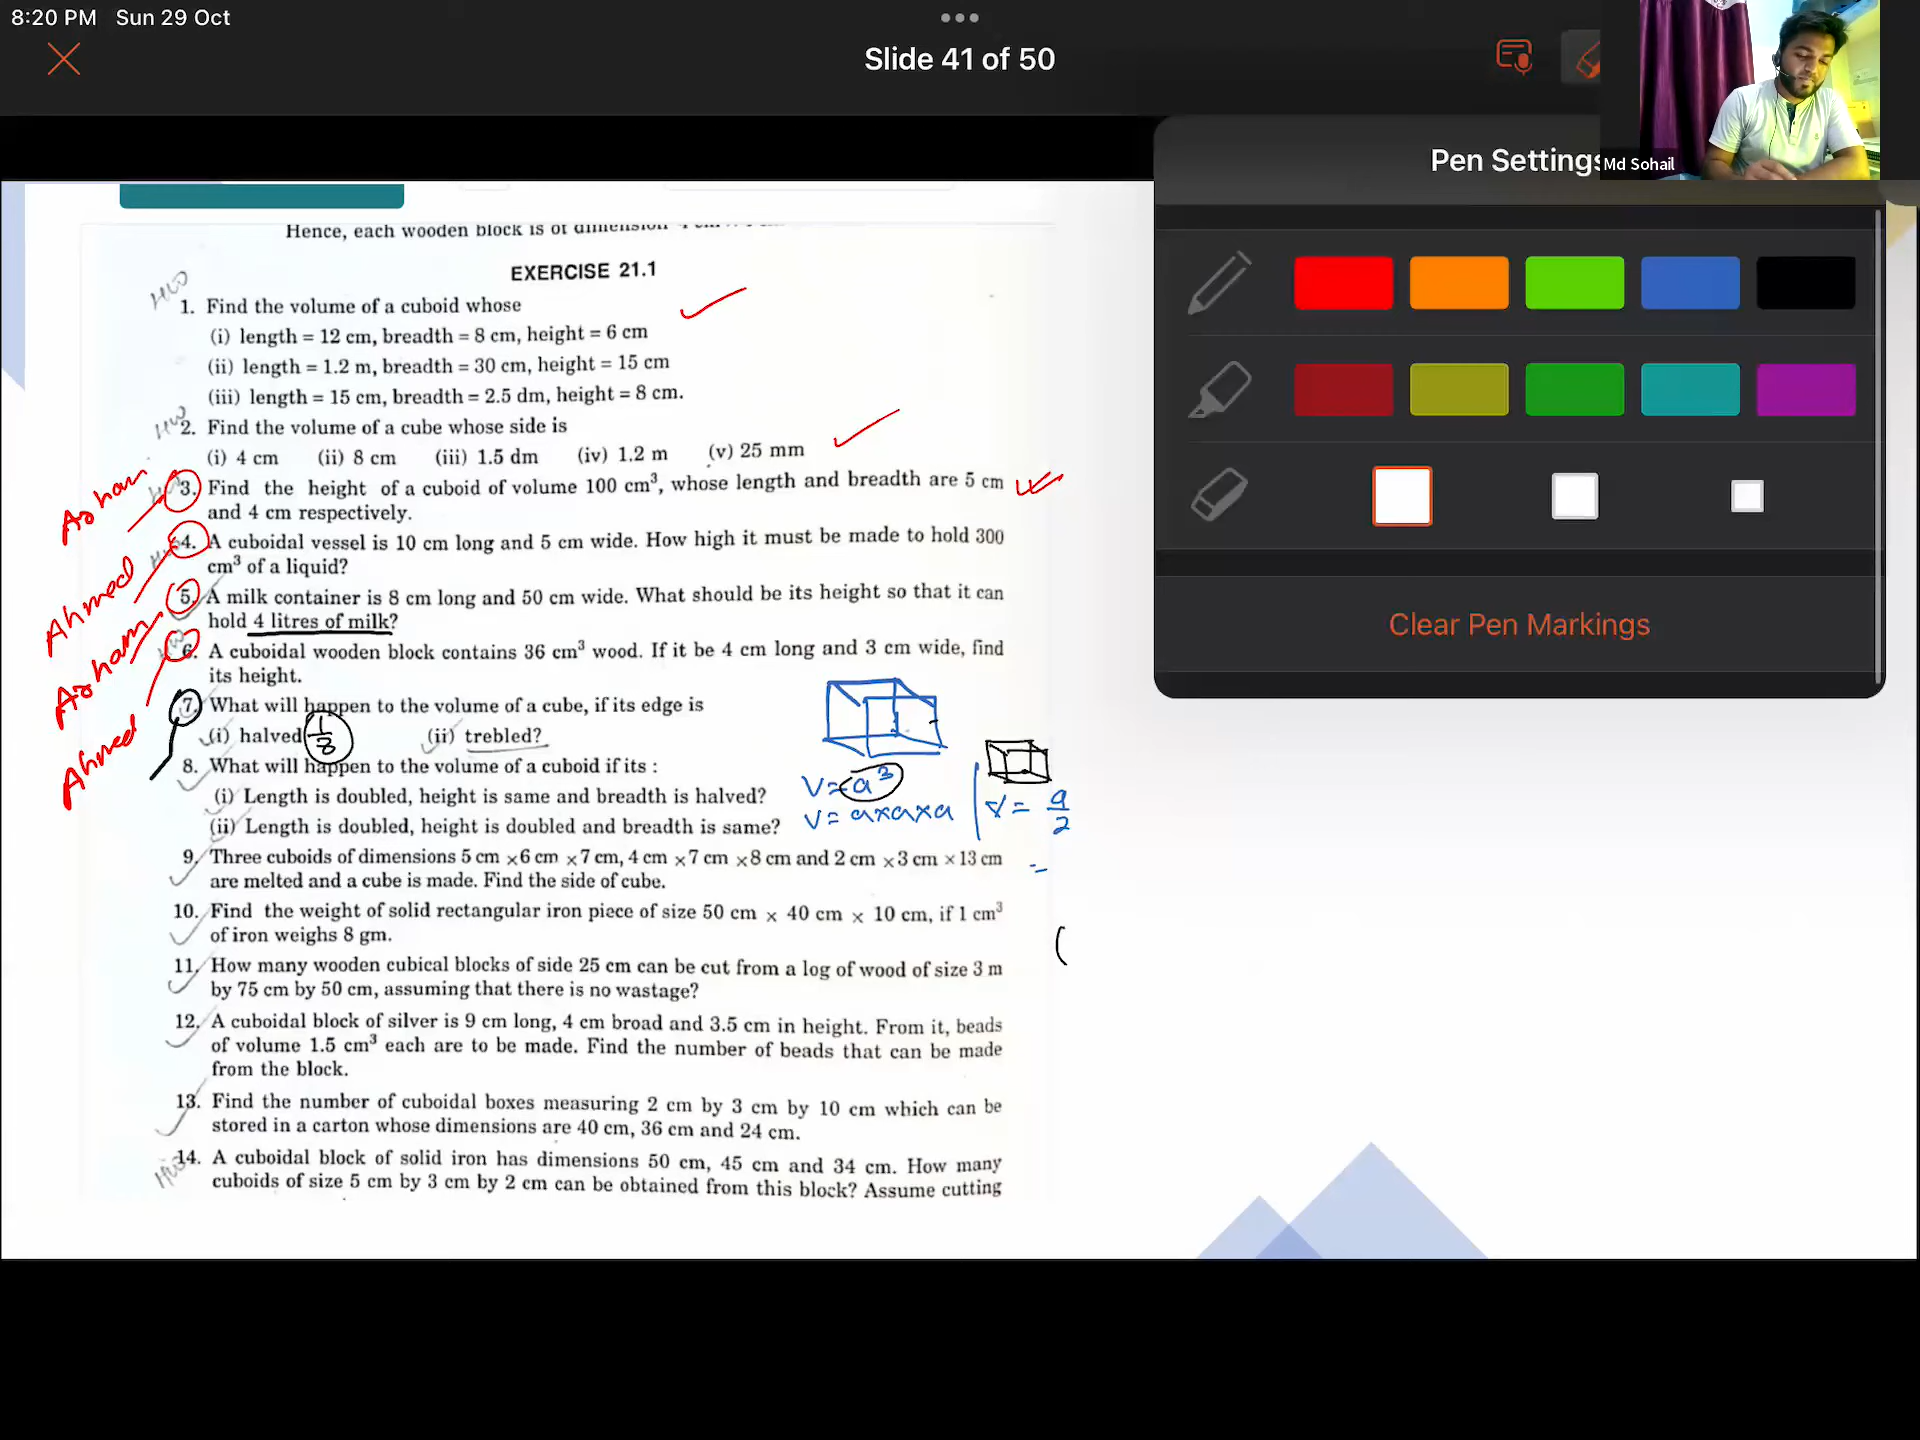 8:20 PM Sun 29 Oct
Slide 41 of 50
Pen Settings
Md Sohail
Clear Pen Markings
Hence, each wooden block is of dimension
EXERCISE 21.1
HW
1. Find the volume of a cuboid whose
(i) length = 12 cm, breadth = 8 cm, height = 6 cm
(ii) length = 1.2 m, breadth = 30 cm, height = 15 cm
(iii) length = 15 cm, breadth = 2.5 dm, height = 8 cm.
HW
2. Find the volume of a cube whose side is
(i) 4 cm (ii) 8 cm (iii) 1.5 dm (iv) 1.2 m (v) 25 mm
Arham
3. Find the height of a cuboid of volume 100 cm³, whose length and breadth are 5 cm
and 4 cm respectively.
Ahmed
4. A cuboidal vessel is 10 cm long and 5 cm wide. How high it must be made to hold 300
cm³ of a liquid?
Arham
5. A milk container is 8 cm long and 50 cm wide. What should be its height so that it can
hold 4 litres of milk?
Ahmed
6. A cuboidal wooden block contains 36 cm³ wood. If it be 4 cm long and 3 cm wide, find
its height.
7. What will happen to the volume of a cube, if its edge is
(i) halved 1/8 (ii) trebled?
8. What will happen to the volume of a cuboid if its :
(i) Length is doubled, height is same and breadth is halved?
(ii) Length is doubled, height is doubled and breadth is same?
V = a³
V = a×a×a
V = a/2
=
(
9. Three cuboids of dimensions 5 cm ×6 cm ×7 cm, 4 cm ×7 cm ×8 cm and 2 cm ×3 cm ×13 cm
are melted and a cube is made. Find the side of cube.
10. Find the weight of solid rectangular iron piece of size 50 cm × 40 cm × 10 cm, if 1 cm³
of iron weighs 8 gm.
11. How many wooden cubical blocks of side 25 cm can be cut from a log of wood of size 3 m
by 75 cm by 50 cm, assuming that there is no wastage?
12. A cuboidal block of silver is 9 cm long, 4 cm broad and 3.5 cm in height. From it, beads
of volume 1.5 cm³ each are to be made. Find the number of beads that can be made
from the block.
13. Find the number of cuboidal boxes measuring 2 cm by 3 cm by 10 cm which can be
stored in a carton whose dimensions are 40 cm, 36 cm and 24 cm.
HW
14. A cuboidal block of solid iron has dimensions 50 cm, 45 cm and 34 cm. How many
cuboids of size 5 cm by 3 cm by 2 cm can be obtained from this block? Assume cutting